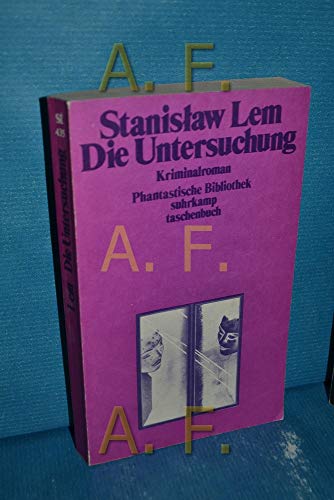 A. F.
Stanisław Lem
Die Untersuchung
Kriminalroman
Phantastische Bibliothek
suhrkamp
taschenbuch
A. F.
A. F.
st
435
Lem Die Untersuchung